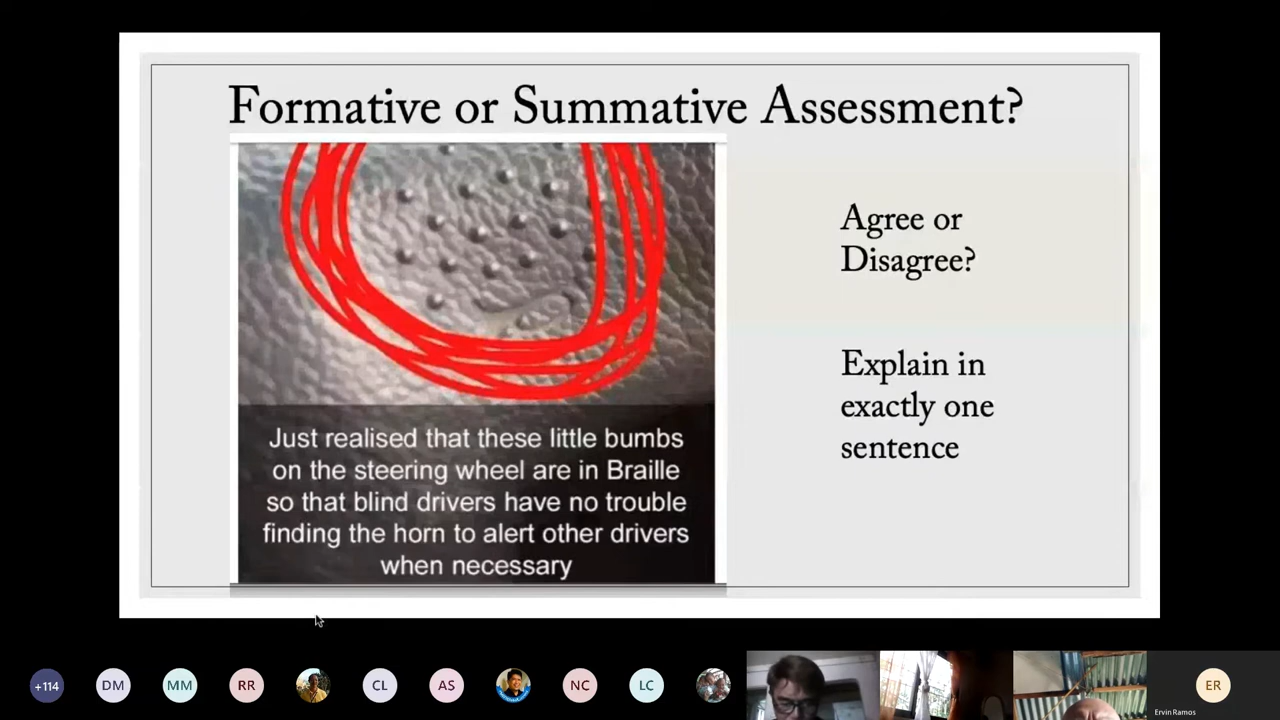 Formative or Summative Assessment?
Just realised that these little bumbs
on the steering wheel are in Braille
so that blind drivers have no trouble
finding the horn to alert other drivers
when necessary
Agree or
Disagree?
Explain in
exactly one
sentence
+114
DM
MM
RR
CL
AS
NC
LC
ER
Ervin Ramos